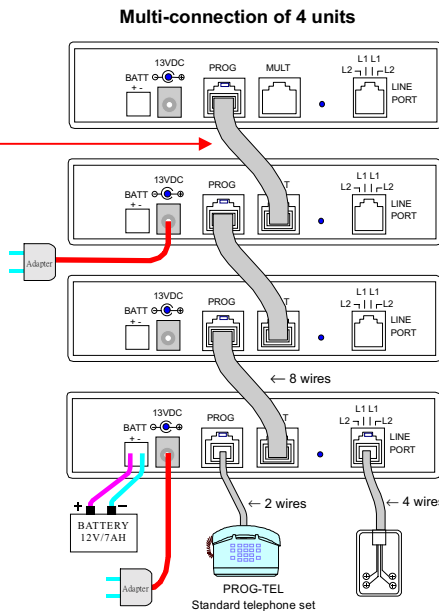 Multi-connection of 4 units
13VDC
BATT
+ -
PROG
MULT
L1 L1
L2 L2
LINE
PORT
13VDC
BATT
+ -
PROG
T
L1 L1
L2 L2
LINE
PORT
Adapter
13VDC
BATT
+ -
PROG
T
L1 L1
L2 L2
LINE
PORT
← 8 wires
13VDC
BATT
+ -
PROG
T
L1 L1
L2 L2
LINE
PORT
← 2 wires
← 4 wires
+ −
BATTERY
12V/7AH
Adapter
PROG-TEL
Standard telephone set